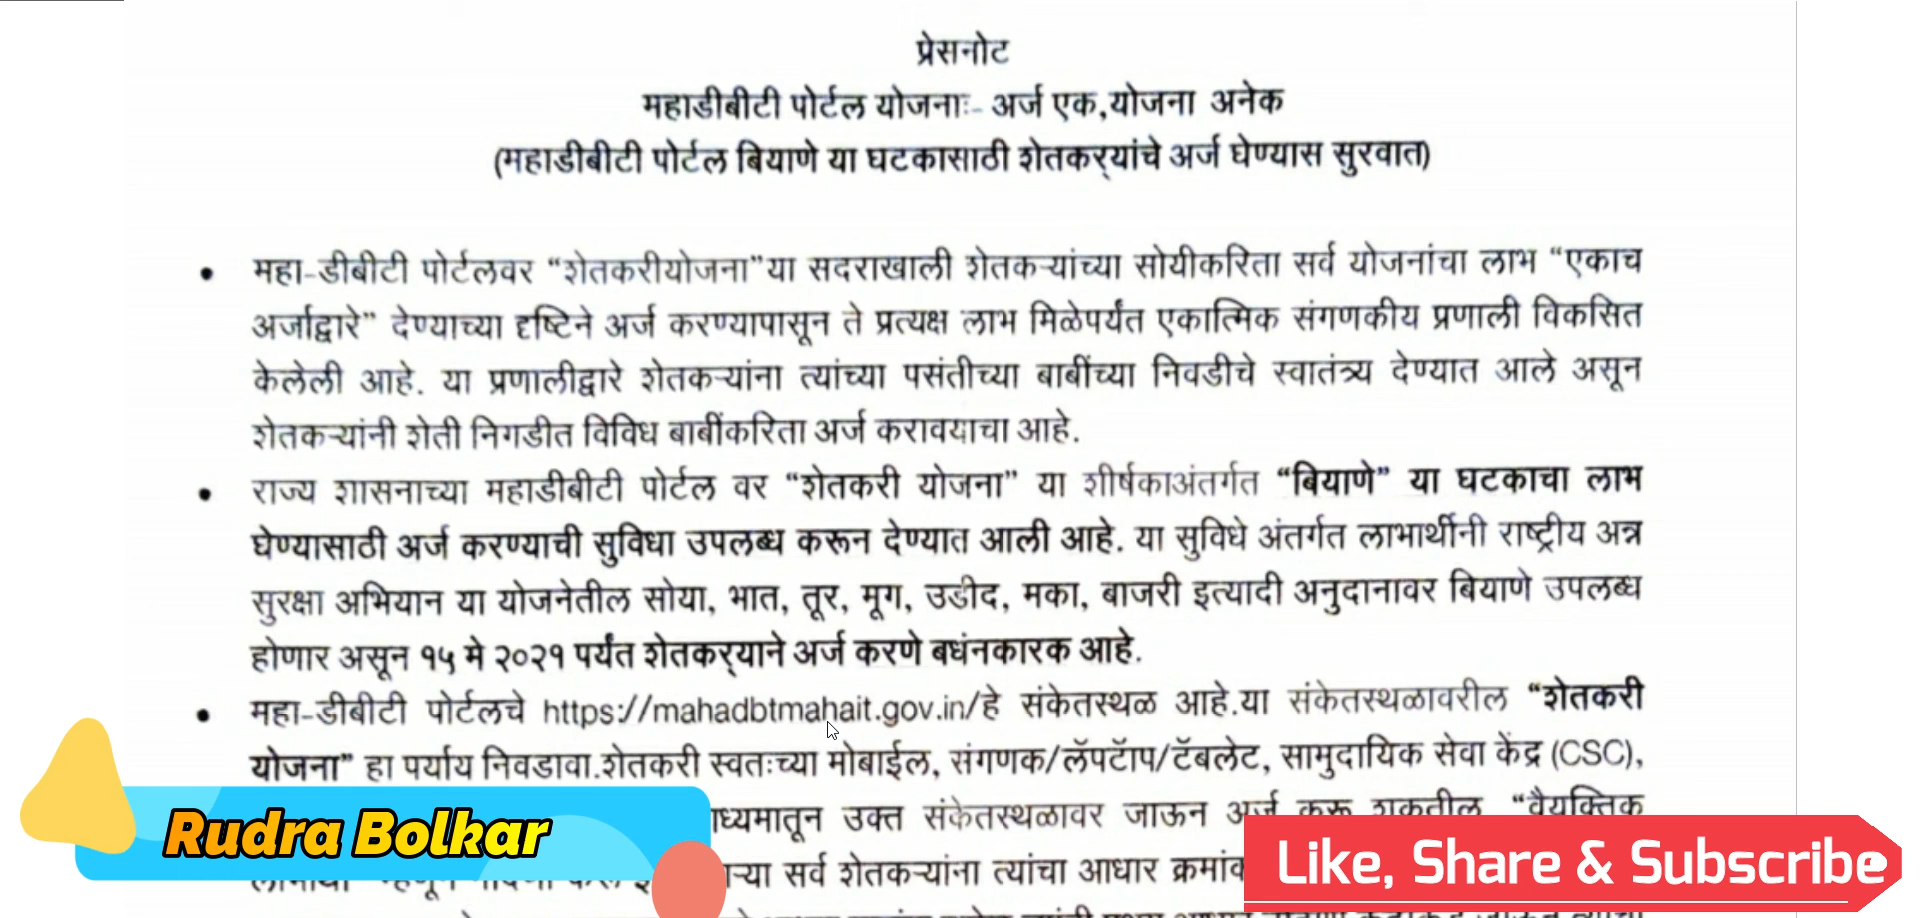 प्रेसनोट
महाडीबीटी पोर्टल योजनाः- अर्ज एक,योजना अनेक
(महाडीबीटी पोर्टल बियाणे या घटकासाठी शेतकर्‍यांचे अर्ज घेण्यास सुरवात)
• महा-डीबीटी पोर्टलवर “शेतकरीयोजना”या सदराखाली शेतकऱ्यांच्या सोयीकरिता सर्व योजनांचा लाभ “एकाच
अर्जाद्वारे” देण्याच्या दृष्टिने अर्ज करण्यापासून ते प्रत्यक्ष लाभ मिळेपर्यंत एकात्मिक संगणकीय प्रणाली विकसित
केलेली आहे. या प्रणालीद्वारे शेतकऱ्यांना त्यांच्या पसंतीच्या बाबींच्या निवडीचे स्वातंत्र्य देण्यात आले असून
शेतकऱ्यांनी शेती निगडीत विविध बाबींकरिता अर्ज करावयाचा आहे.
• राज्य शासनाच्या महाडीबीटी पोर्टल वर “शेतकरी योजना” या शीर्षकाअंतर्गत “बियाणे” या घटकाचा लाभ
घेण्यासाठी अर्ज करण्याची सुविधा उपलब्ध करून देण्यात आली आहे. या सुविधे अंतर्गत लाभार्थीनी राष्ट्रीय अन्न
सुरक्षा अभियान या योजनेतील सोया, भात, तूर, मूग, उडीद, मका, बाजरी इत्यादी अनुदानावर बियाणे उपलब्ध
होणार असून १५ मे २०२१ पर्यंत शेतकर्‍याने अर्ज करणे बधंनकारक आहे.
• महा-डीबीटी पोर्टलचे https://mahadbtmahait.gov.in/हे संकेतस्थळ आहे.या संकेतस्थळावरील “शेतकरी
योजना” हा पर्याय निवडावा.शेतकरी स्वतःच्या मोबाईल, संगणक/लॅपटॉप/टॅबलेट, सामुदायिक सेवा केंद्र (CSC),
उक्त संकेतस्थळावर जाऊन अर्ज करू शकतील. “वैयक्तिक
सर्व शेतकऱ्यांना त्यांचा आधार
Rudra Bolkar
Like, Share & Subscribe